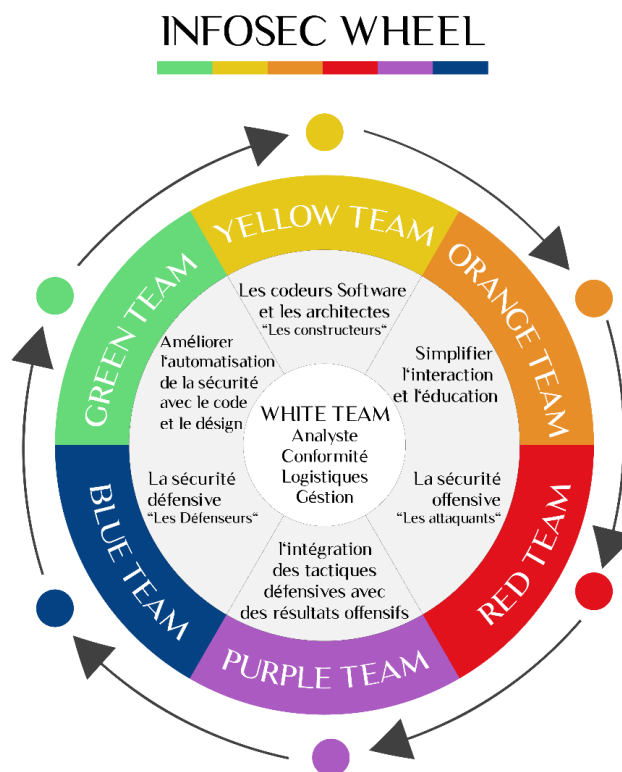 INFOSEC WHEEL
YELLOW TEAM
ORANGE TEAM
RED TEAM
PURPLE TEAM
BLUE TEAM
GREEN TEAM
Les codeurs Software
et les architectes
"Les constructeurs"
Simplifier
l'interaction
et l'éducation
La sécurité
offensive
"Les attaquants"
l'intégration
des tactiques
défensives avec
des résultats offensifs
La sécurité
défensive
"Les Défenseurs"
Améliorer
l'automatisation
de la sécurité
avec le code
et le désign
WHITE TEAM
Analyste
Conformité
Logistiques
Géstion